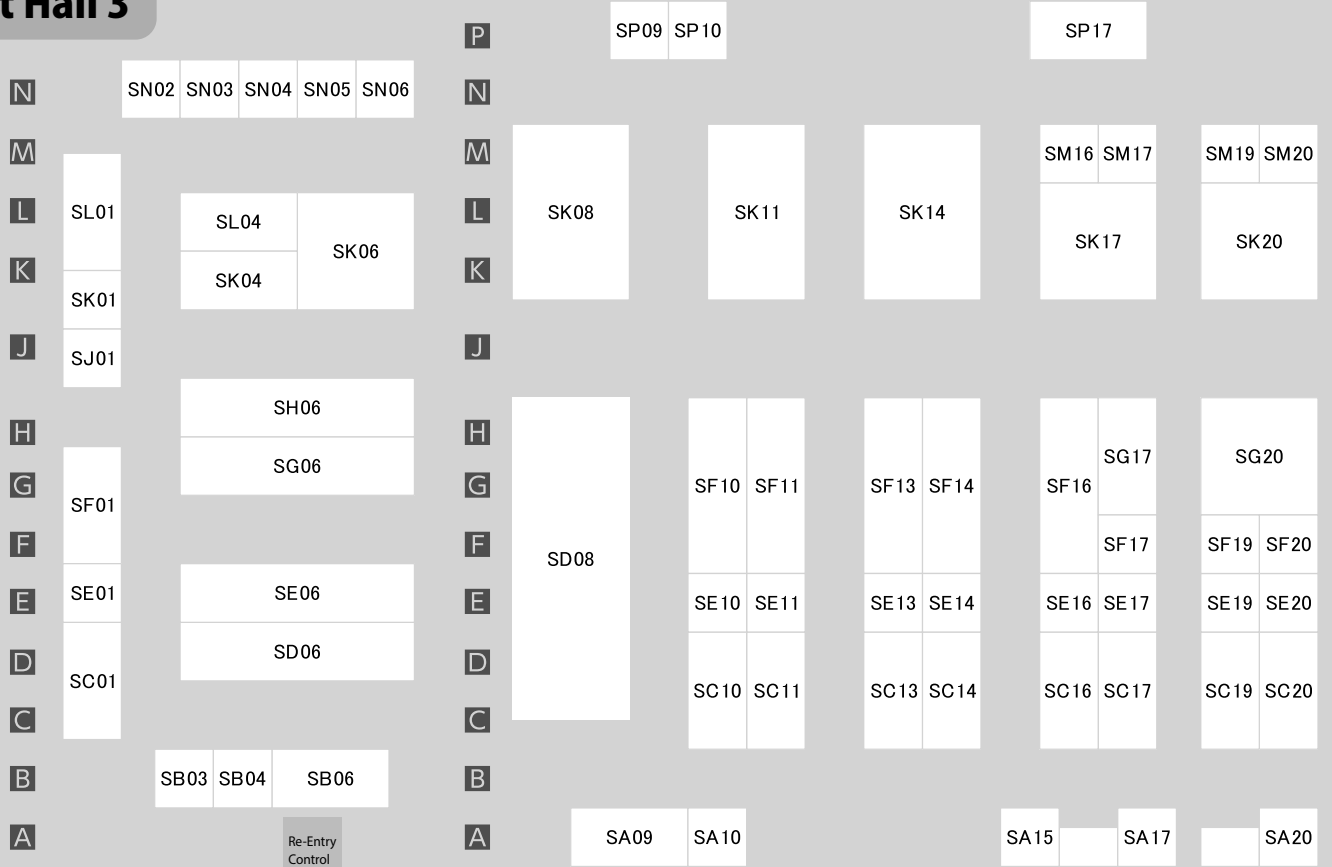 t Hall 3
P
SP09 SP10 SP17
N
SN02 SN03 SN04 SN05 SN06
N
M
M
SM16 SM17 SM19 SM20
L
SL01
SL04
SK06
L
SK08
SK11
SK14
SK17
SK20
K
SK04
K
SK01
J
SJ01
J
SH06
H
H
SG06
G
G
SF01
SF10 SF11 SF13 SF14 SF16 SG17 SG20
F
F
SD08
SF17 SF19 SF20
E
SE01
SE06
E
SE10 SE11 SE13 SE14 SE16 SE17 SE19 SE20
D
SD06
D
SC01
SC10 SC11 SC13 SC14 SC16 SC17 SC19 SC20
C
C
B
SB03 SB04 SB06
B
A
Re-Entry
Control
A
SA09 SA10 SA15 SA17 SA20